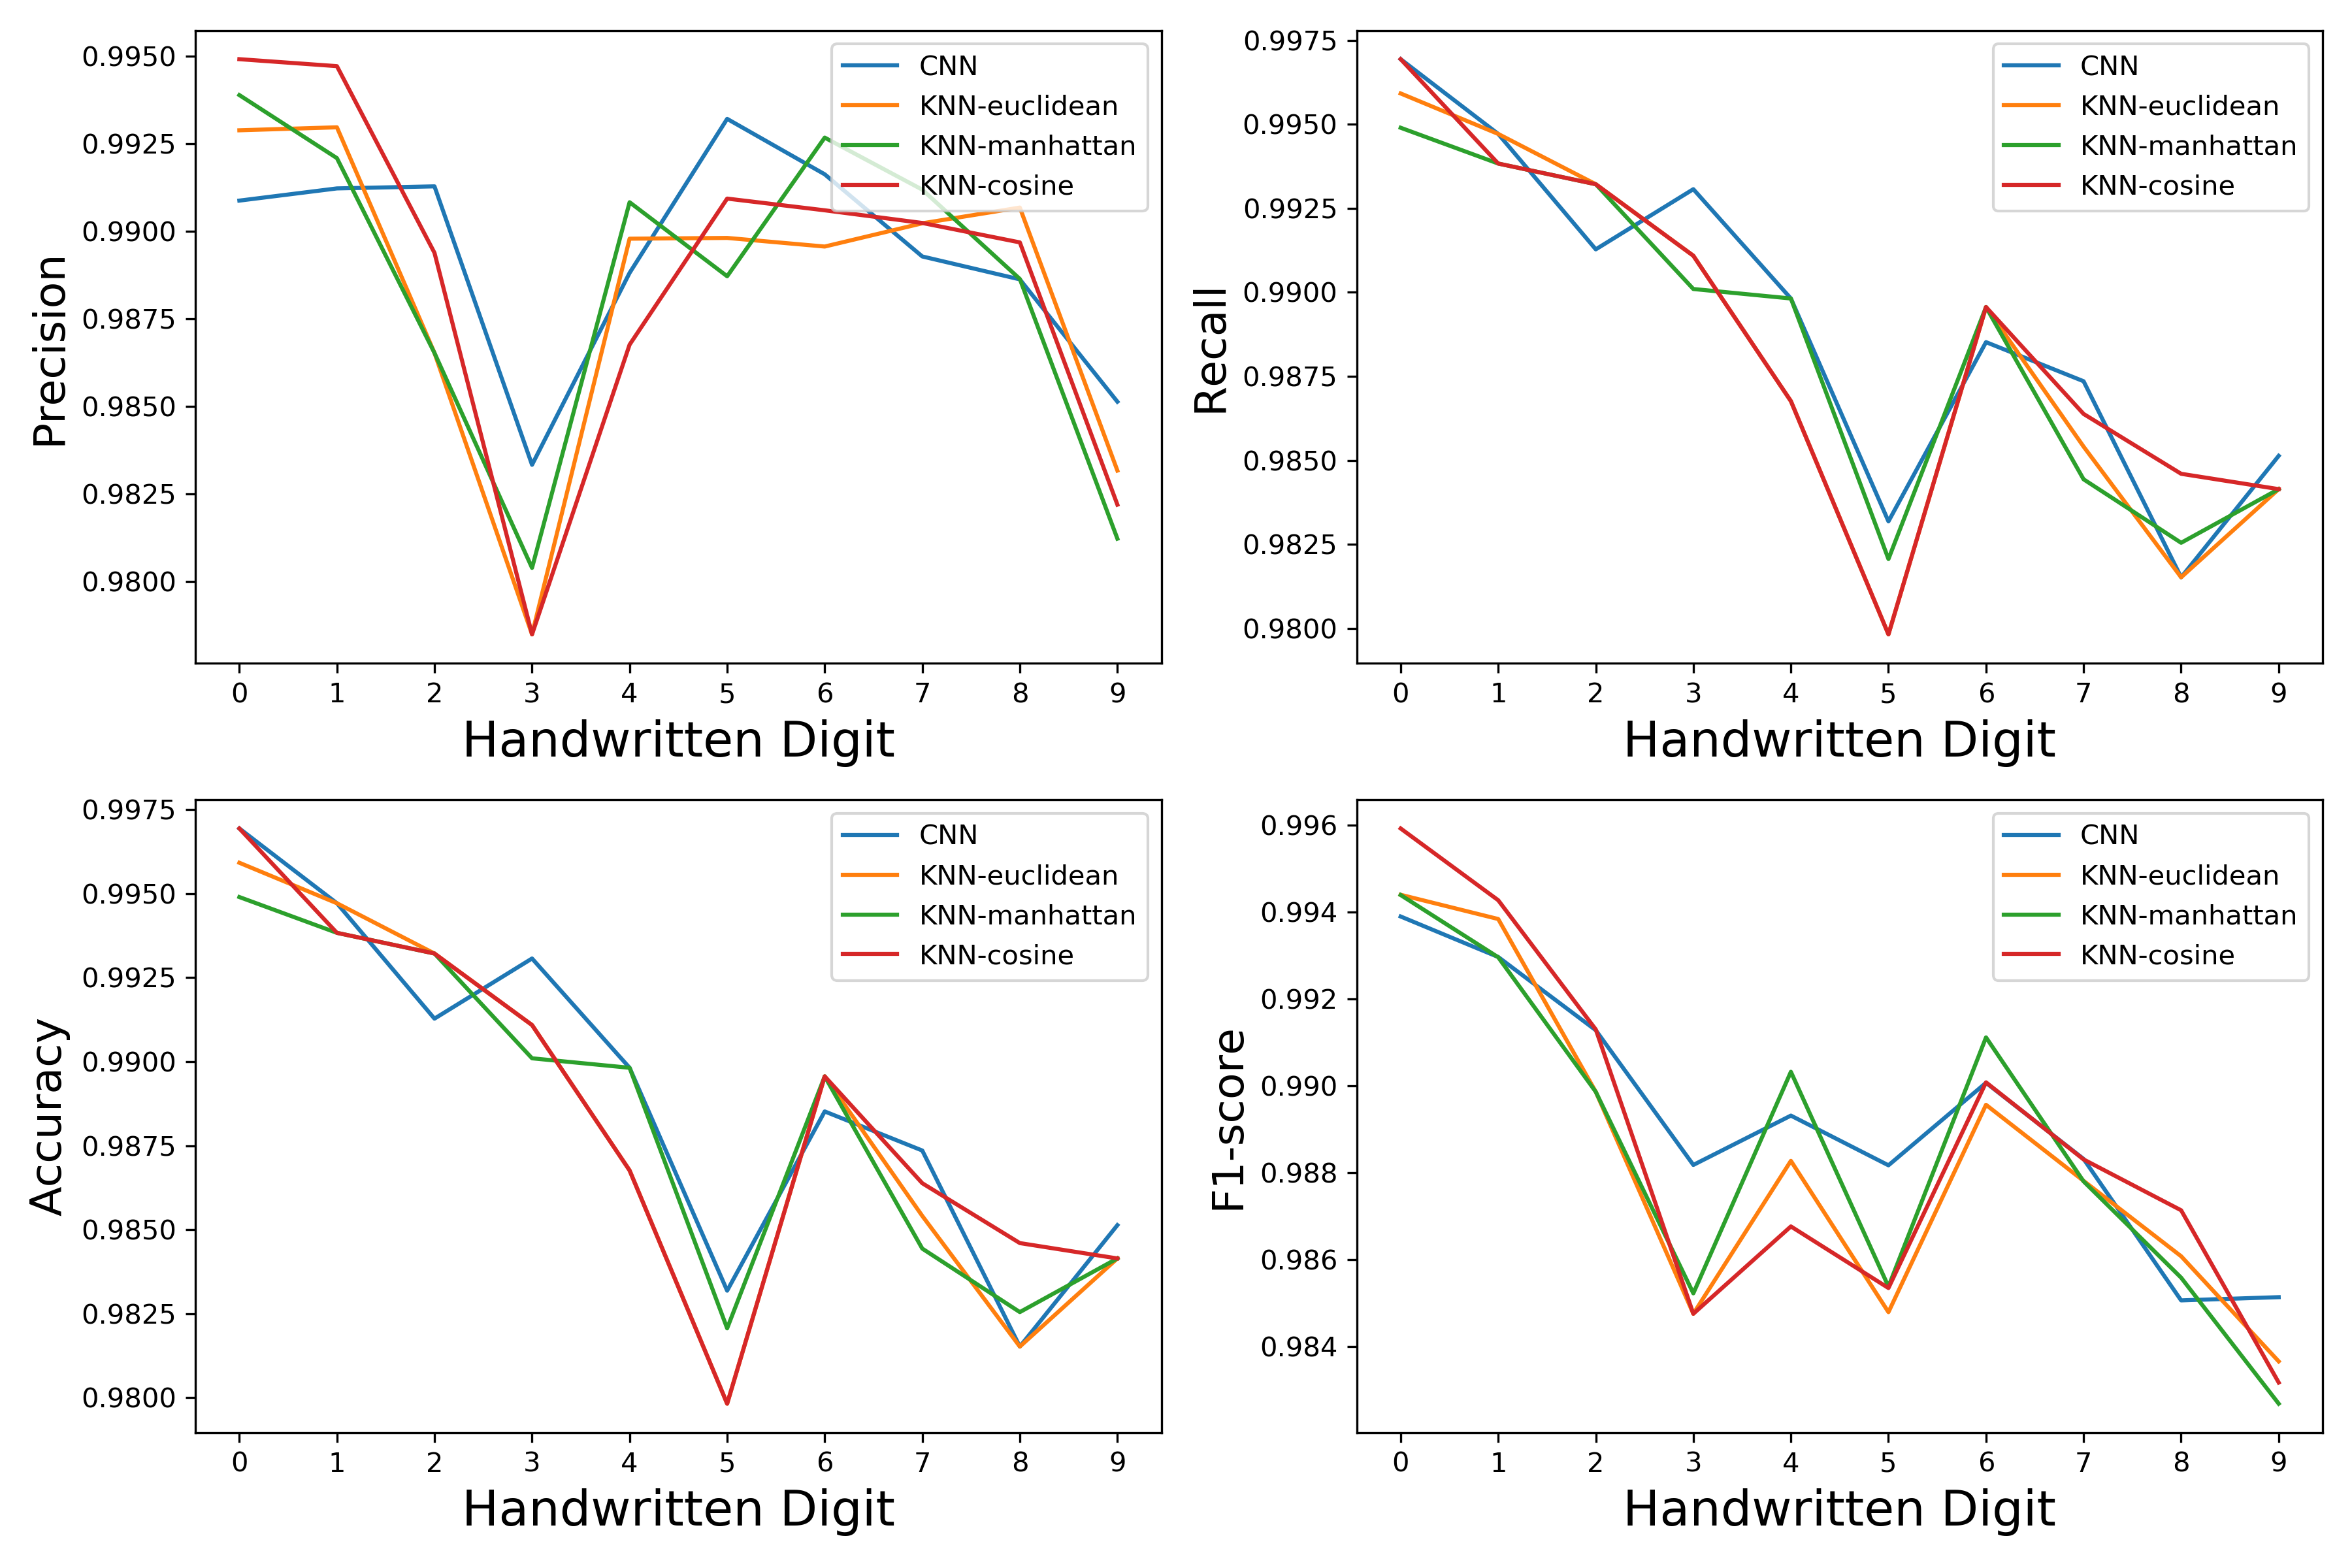 Precision
0.9950
0.9925
0.9900
0.9875
0.9850
0.9825
0.9800
CNN
KNN-euclidean
KNN-manhattan
KNN-cosine
0 1 2 3 4 5 6 7 8 9
Handwritten Digit
Recall
0.9975
0.9950
0.9925
0.9900
0.9875
0.9850
0.9825
0.9800
CNN
KNN-euclidean
KNN-manhattan
KNN-cosine
0 1 2 3 4 5 6 7 8 9
Handwritten Digit
Accuracy
0.9975
0.9950
0.9925
0.9900
0.9875
0.9850
0.9825
0.9800
CNN
KNN-euclidean
KNN-manhattan
KNN-cosine
0 1 2 3 4 5 6 7 8 9
Handwritten Digit
F1-score
0.996
0.994
0.992
0.990
0.988
0.986
0.984
CNN
KNN-euclidean
KNN-manhattan
KNN-cosine
0 1 2 3 4 5 6 7 8 9
Handwritten Digit